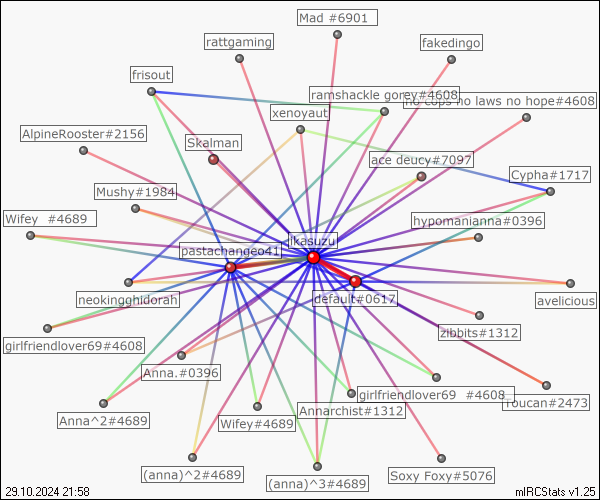 Mad #6901
rattgaming
fakedingo
frisout
ramshackle gorey#4608
no cops no laws no hope#4608
xenoyaut
AlpineRooster#2156
Skalman
ace deucy#7097
Cypha#1717
Mushy#1984
Wifey #4689
hypomanianna#0396
ikasuzu
pastachangeo41
neokingghidorah
default#0617
avelicious
zibbits#1312
girlfriendlover69#4608
Anna.#0396
girlfriendlover69 #4608
Toucan#2473
Annarchist#1312
Anna^2#4689
Wifey#4689
(anna)^2#4689
(anna)^3#4689
Soxy Foxy#5076
29.10.2024 21:58
mIRCStats v1.25